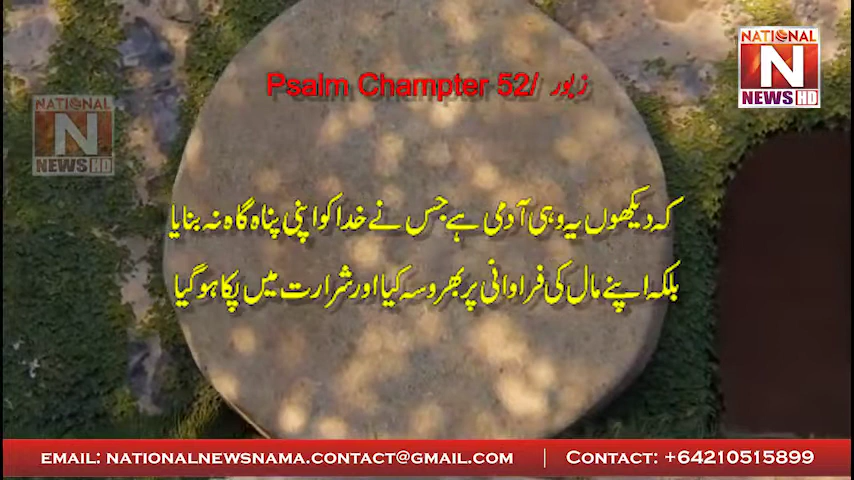 NATIONAL
N
NEWS HD
Psalm Champter 52/ زبور
NATIONAL
N
NEWS HD
کہ دیکھوں یہ وہی آدمی ہے جس نے خدا کو اپنی پناہ گاہ نہ بنایا
بلکہ اپنے مال کی فراوانی پر بھروسہ کیا اور شرارت میں پکا ہو گیا
EMAIL: NATIONALNEWSNAMA.CONTACT@GMAIL.COM | CONTACT: +64210515899